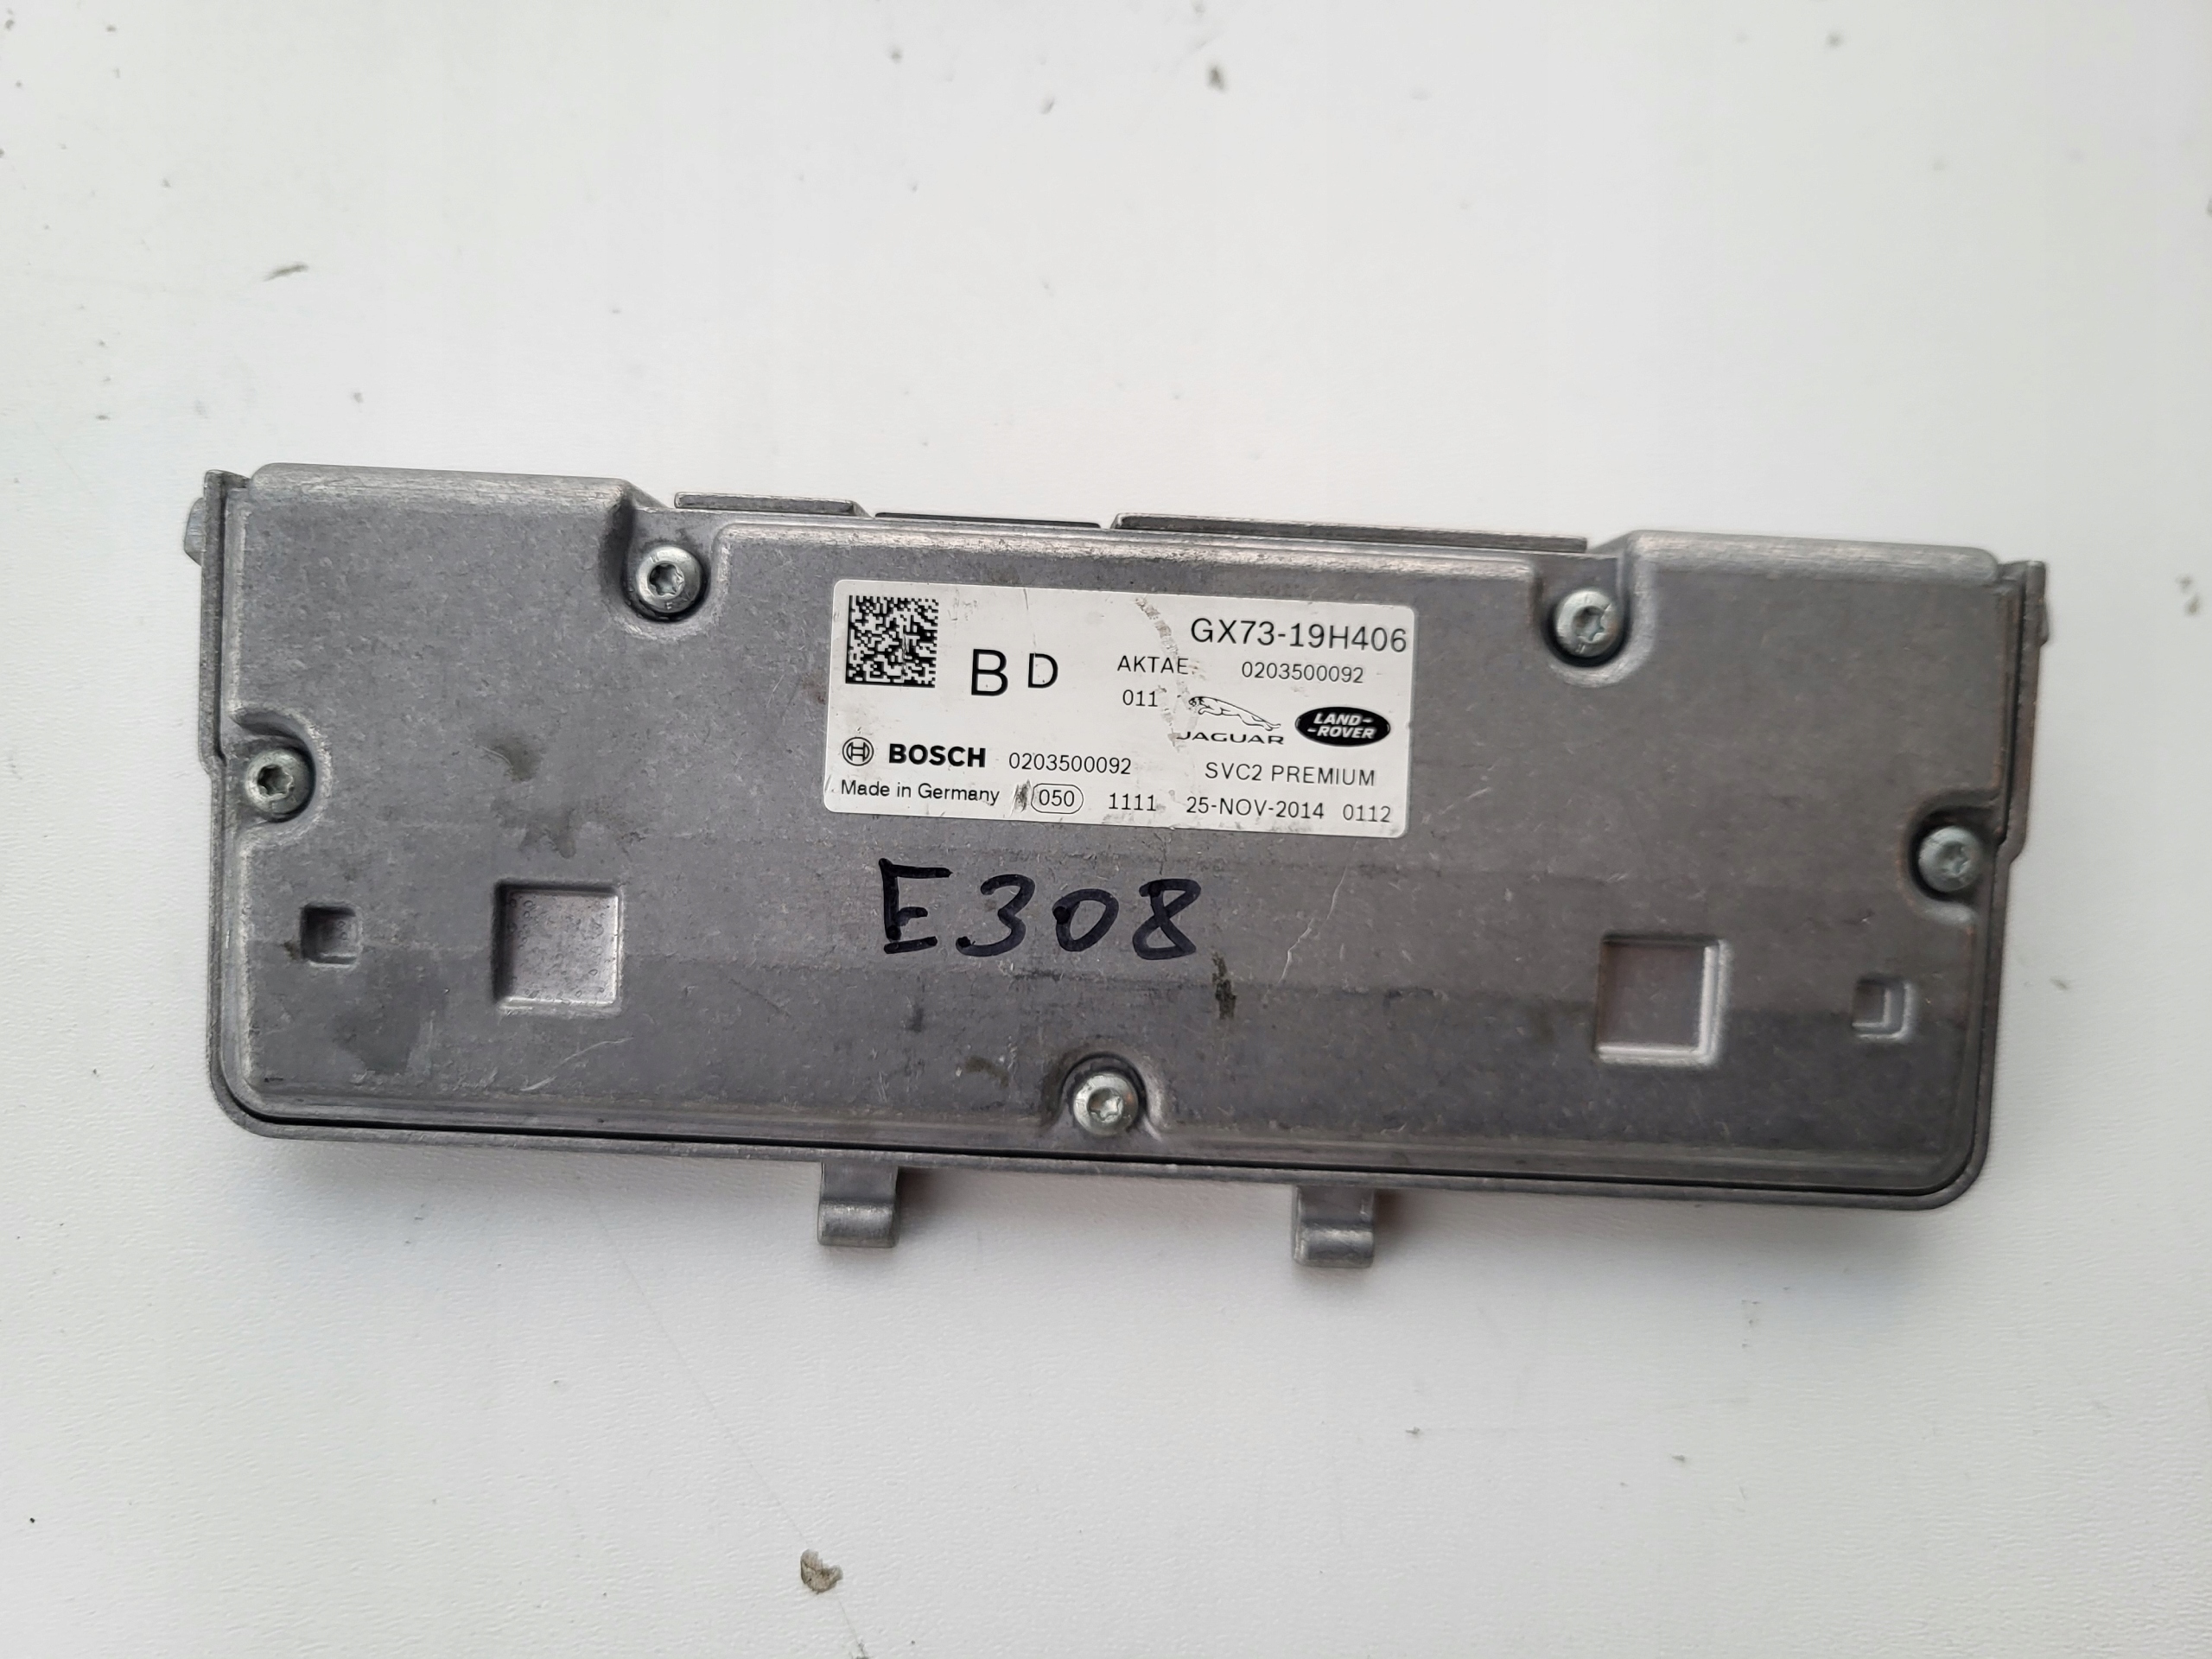 GX73-19H406
B D AKTAE. 0203500092
011 JAGUAR LAND-ROVER
BOSCH 0203500092 SVC2 PREMIUM
Made in Germany 050 1111 25-NOV-2014 0112
E308